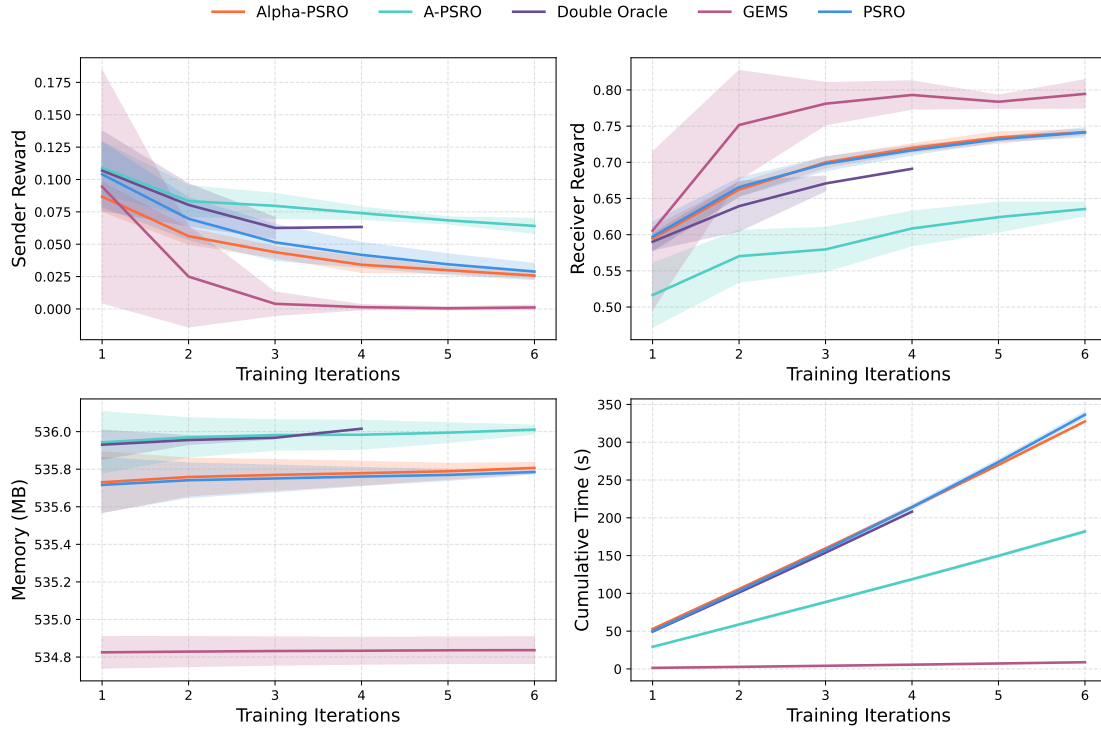 Alpha-PSRO A-PSRO Double Oracle GEMS PSRO
Sender Reward
0.175
0.150
0.125
0.100
0.075
0.050
0.025
0.000
1 2 3 4 5 6
Training Iterations
Receiver Reward
0.80
0.75
0.70
0.65
0.60
0.55
0.50
1 2 3 4 5 6
Training Iterations
Memory (MB)
536.0
535.8
535.6
535.4
535.2
535.0
534.8
1 2 3 4 5 6
Training Iterations
Cumulative Time (s)
350
300
250
200
150
100
50
0
1 2 3 4 5 6
Training Iterations